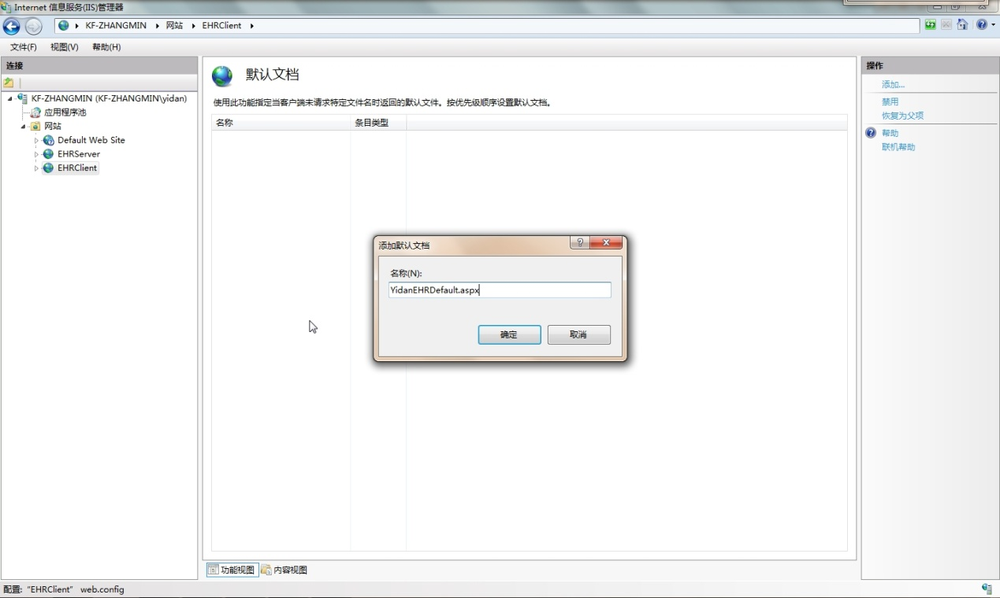 Internet 信息服务(IIS)管理器
KF-ZHANGMIN 网站 EHRClient
文件(F) 视图(V) 帮助(H)
连接
KF-ZHANGMIN (KF-ZHANGMIN\yidan)
应用程序池
网站
Default Web Site
EHRServer
EHRClient
默认文档
使用此功能指定当客户端未请求特定文件名时返回的默认文件。按优先级顺序设置默认文档。
名称 条目类型
添加默认文档
名称(N):
YidanEHRDefault.aspx
确定 取消
功能视图 内容视图
操作
添加...
禁用
恢复为父项
帮助
联机帮助
配置: “EHRClient” web.config